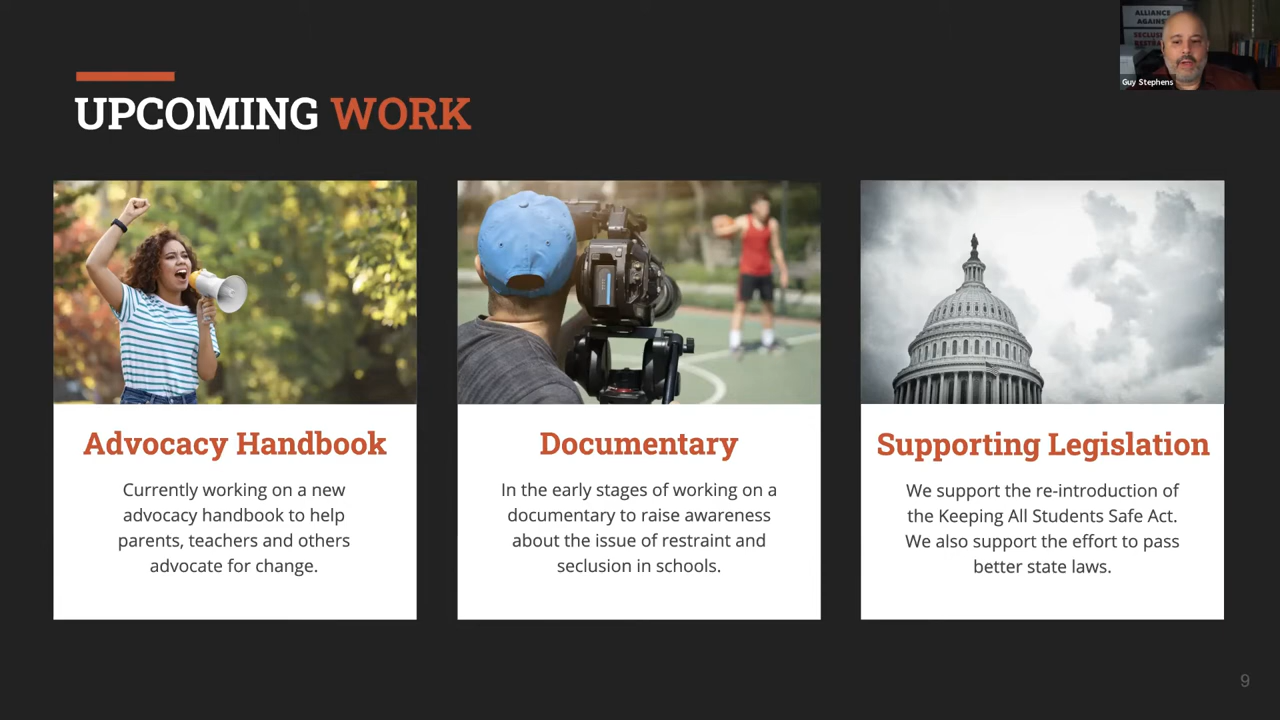 ALLIANCE
AGAINST
Guy Stephens
UPCOMING WORK
Advocacy Handbook
Currently working on a new
advocacy handbook to help
parents, teachers and others
advocate for change.
Documentary
In the early stages of working on a
documentary to raise awareness
about the issue of restraint and
seclusion in schools.
Supporting Legislation
We support the re-introduction of
the Keeping All Students Safe Act.
We also support the effort to pass
better state laws.
9